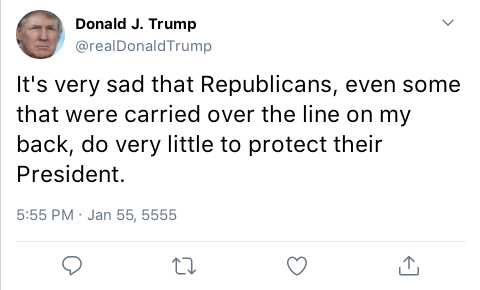 Donald J. Trump
@realDonaldTrump
It's very sad that Republicans, even some
that were carried over the line on my
back, do very little to protect their
President.
5:55 PM · Jan 55, 5555